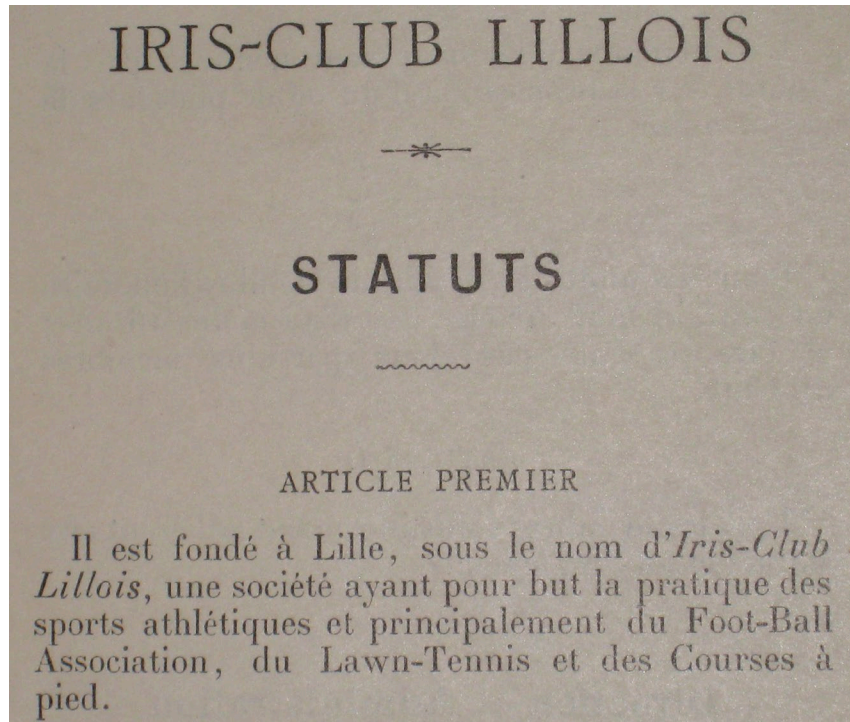 IRIS-CLUB LILLOIS
STATUTS
ARTICLE PREMIER
Il est fondé à Lille, sous le nom d'Iris-Club
Lillois, une société ayant pour but la pratique des
sports athlétiques et principalement du Foot-Ball
Association, du Lawn-Tennis et des Courses à
pied.